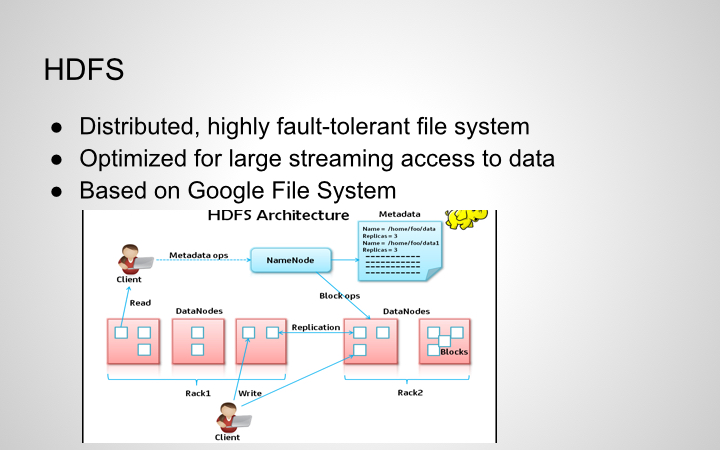 HDFS
● Distributed, highly fault-tolerant file system
● Optimized for large streaming access to data
● Based on Google File System
HDFS Architecture
Metadata
Name = /home/foo/data
Replicas = 3
Name = /home/foo/data1
Replicas = 3
Metadata ops
NameNode
Client
Block ops
Read
DataNodes
DataNodes
Replication
Blocks
Rack1
Write
Rack2
Client